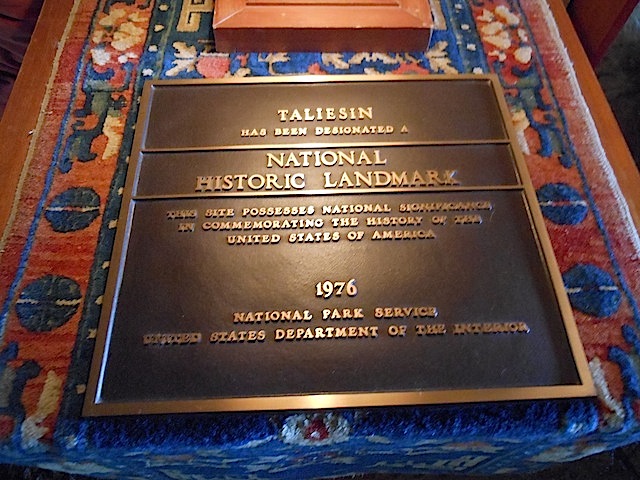 TALIESIN
HAS BEEN DESIGNATED A
NATIONAL
HISTORIC LANDMARK
THIS SITE POSSESSES NATIONAL SIGNIFICANCE
IN COMMEMORATING THE HISTORY OF THE
UNITED STATES OF AMERICA
1976
NATIONAL PARK SERVICE
UNITED STATES DEPARTMENT OF THE INTERIOR